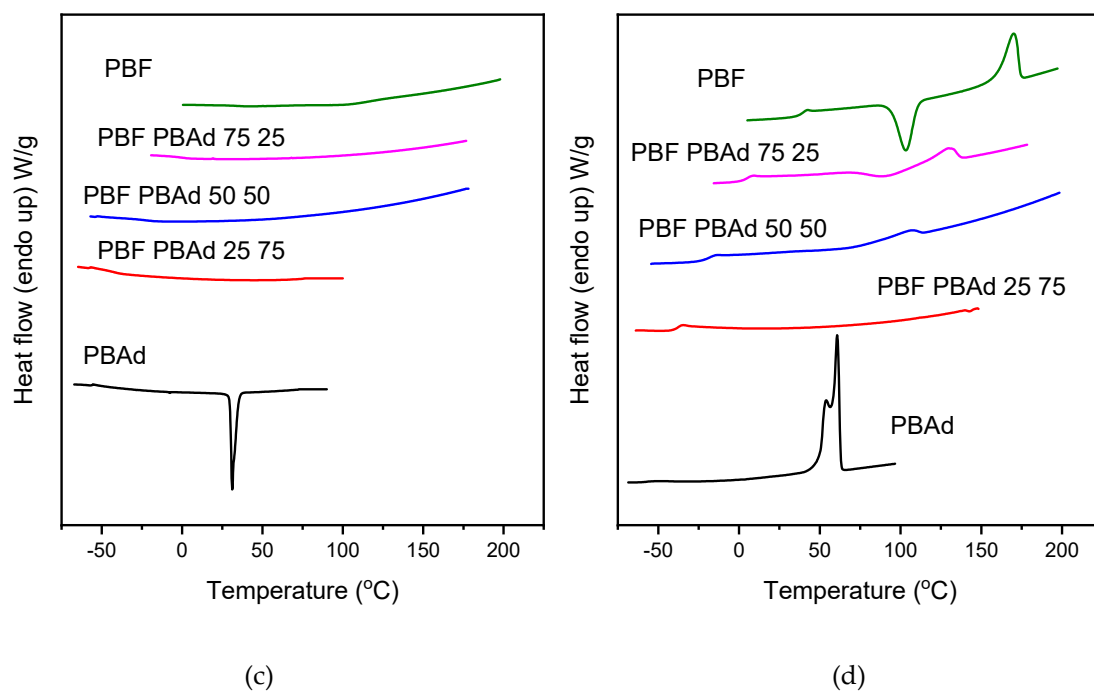 PBF
PBF PBAd 75 25
PBF PBAd 50 50
PBF PBAd 25 75
PBAd
Heat flow (endo up) W/g
-50 0 50 100 150 200
Temperature (°C)
(c)
PBF
PBF PBAd 75 25
PBF PBAd 50 50
PBF PBAd 25 75
PBAd
Heat flow (endo up) W/g
-50 0 50 100 150 200
Temperature (°C)
(d)